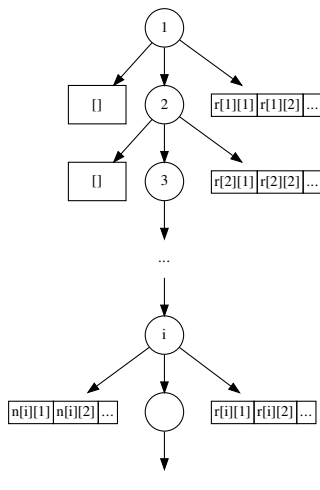 1
[] 2 r[1][1] r[1][2] ...
[] 3 r[2][1] r[2][2] ...
...
i
n[i][1] n[i][2] ... r[i][1] r[i][2] ...